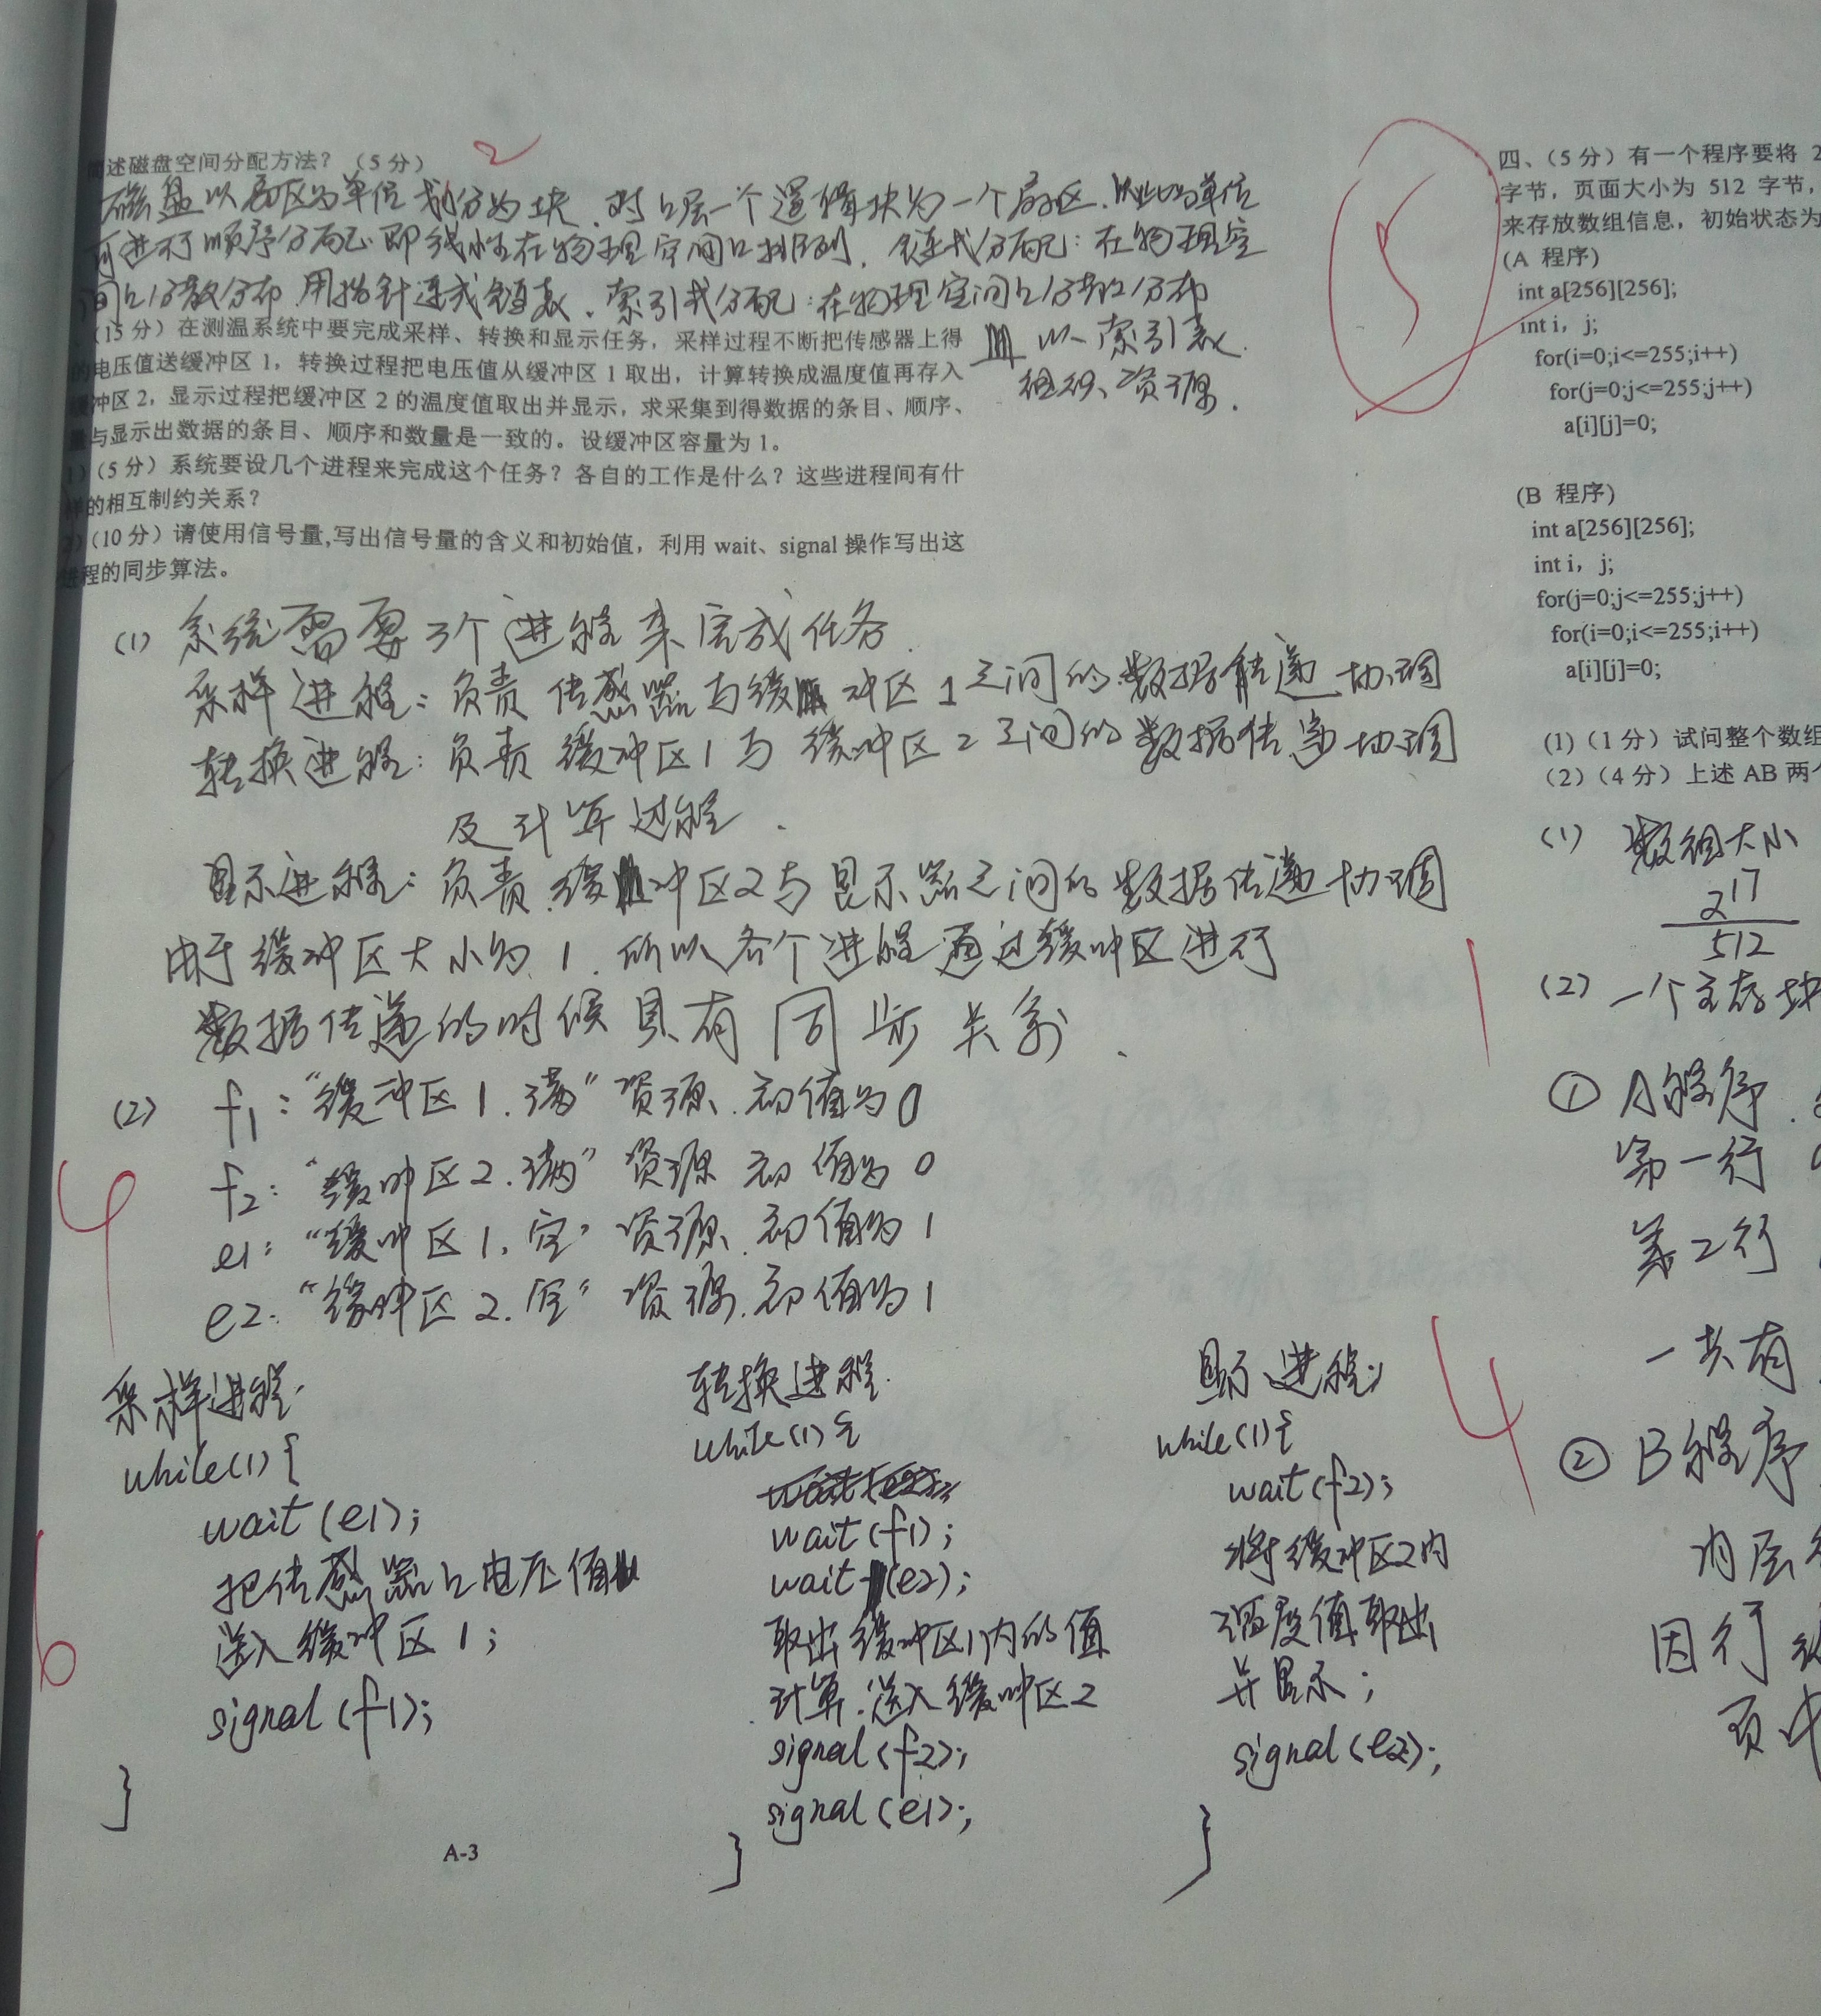 述磁盘空间分配方法？（5 分）
2
磁盘以扇区为单位划分为块，对上层一个逻辑块为一个扇区，以此为单位
可进行顺序分配即线性在物理空间上排列，链式分配：在物理空
间上分散分布用指针连成链表、索引式分配：在物理空间上分散分布
且以一索引表
组织资源.
（15 分）在测温系统中要完成采样、转换和显示任务，采样过程不断把传感器上得
的电压值送缓冲区 1，转换过程把电压值从缓冲区 1 取出，计算转换成温度值再存入
缓冲区 2，显示过程把缓冲区 2 的温度值取出并显示，求采集到得数据的条目、顺序、
与显示出数据的条目、顺序和数量是一致的。设缓冲区容量为 1。
1)（5 分）系统要设几个进程来完成这个任务？各自的工作是什么？这些进程间有什
样的相互制约关系？
2)（10 分）请使用信号量,写出信号量的含义和初始值，利用 wait、signal 操作写出这
进程的同步算法。
(1) 系统需要3个进程来完成任务.
采样进程：负责传感器与缓冲区1之间的数据传递协调
转换进程：负责缓冲区1与缓冲区2之间的数据传递协调
及计算过程.
显示进程：负责缓冲区2与显示器之间的数据传递协调
由于缓冲区大小为1.所以各个进程通过缓冲区进行
数据传递的时候具有同步关系.
(2) f1："缓冲区1.满"资源.初值为0
f2："缓冲区2.满"资源 初值为0
e1："缓冲区1.空"资源.初值为1
e2："缓冲区2.空"资源.初值为1
4
采样进程.
while(1){
wait(e1);
把传感器上电压值
送入缓冲区1;
signal(f1);
}
6
转换进程.
while(1){
wait(f1);
wait(e2);
取出缓冲区1内的值
计算.送入缓冲区2
signal(f2);
signal(e1);
}
显示进程;
while(1){
wait(f2);
将缓冲区2内
温度值取出
并显示;
signal(e2);
}
4
A-3
5
四、（5 分）有一个程序要将 2
字节，页面大小为 512 字节，
来存放数组信息，初始状态为
(A 程序)
int a[256][256];
int i，j;
for(i=0;i<=255;i++)
for(j=0;j<=255;j++)
a[i][j]=0;
(B 程序)
int a[256][256];
int i，j;
for(j=0;j<=255;j++)
for(i=0;i<=255;i++)
a[i][j]=0;
(1)（1 分）试问整个数组
(2)（4 分）上述 AB 两个
(1) 数组大小
2^17
512
(2) 一个主存块
① A程序.
第一行
第2行
一共有
② B程序
内层
因行
页中